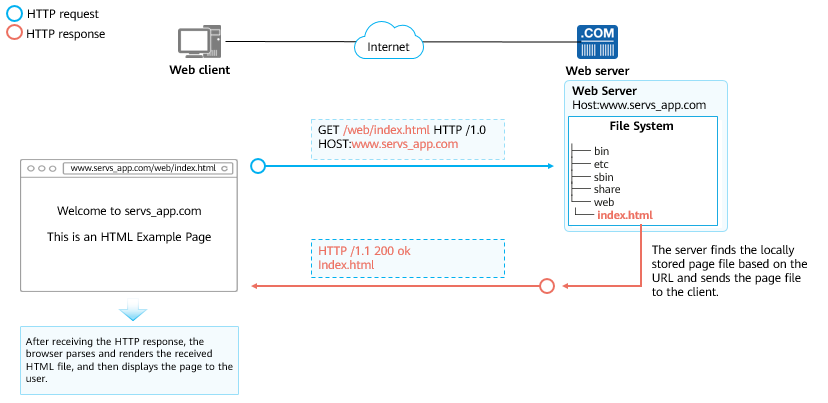 HTTP request
HTTP response
Internet
.COM
Web client
Web server
Web Server
Host:www.servs_app.com
File System
bin
etc
sbin
share
web
index.html
GET /web/index.html HTTP /1.0
HOST:www.servs_app.com
www.servs_app.com/web/index.html
Welcome to servs_app.com
This is an HTML Example Page
HTTP /1.1 200 ok
Index.html
The server finds the locally
stored page file based on the
URL and sends the page file
to the client.
After receiving the HTTP response, the
browser parses and renders the received
HTML file, and then displays the page to the
user.